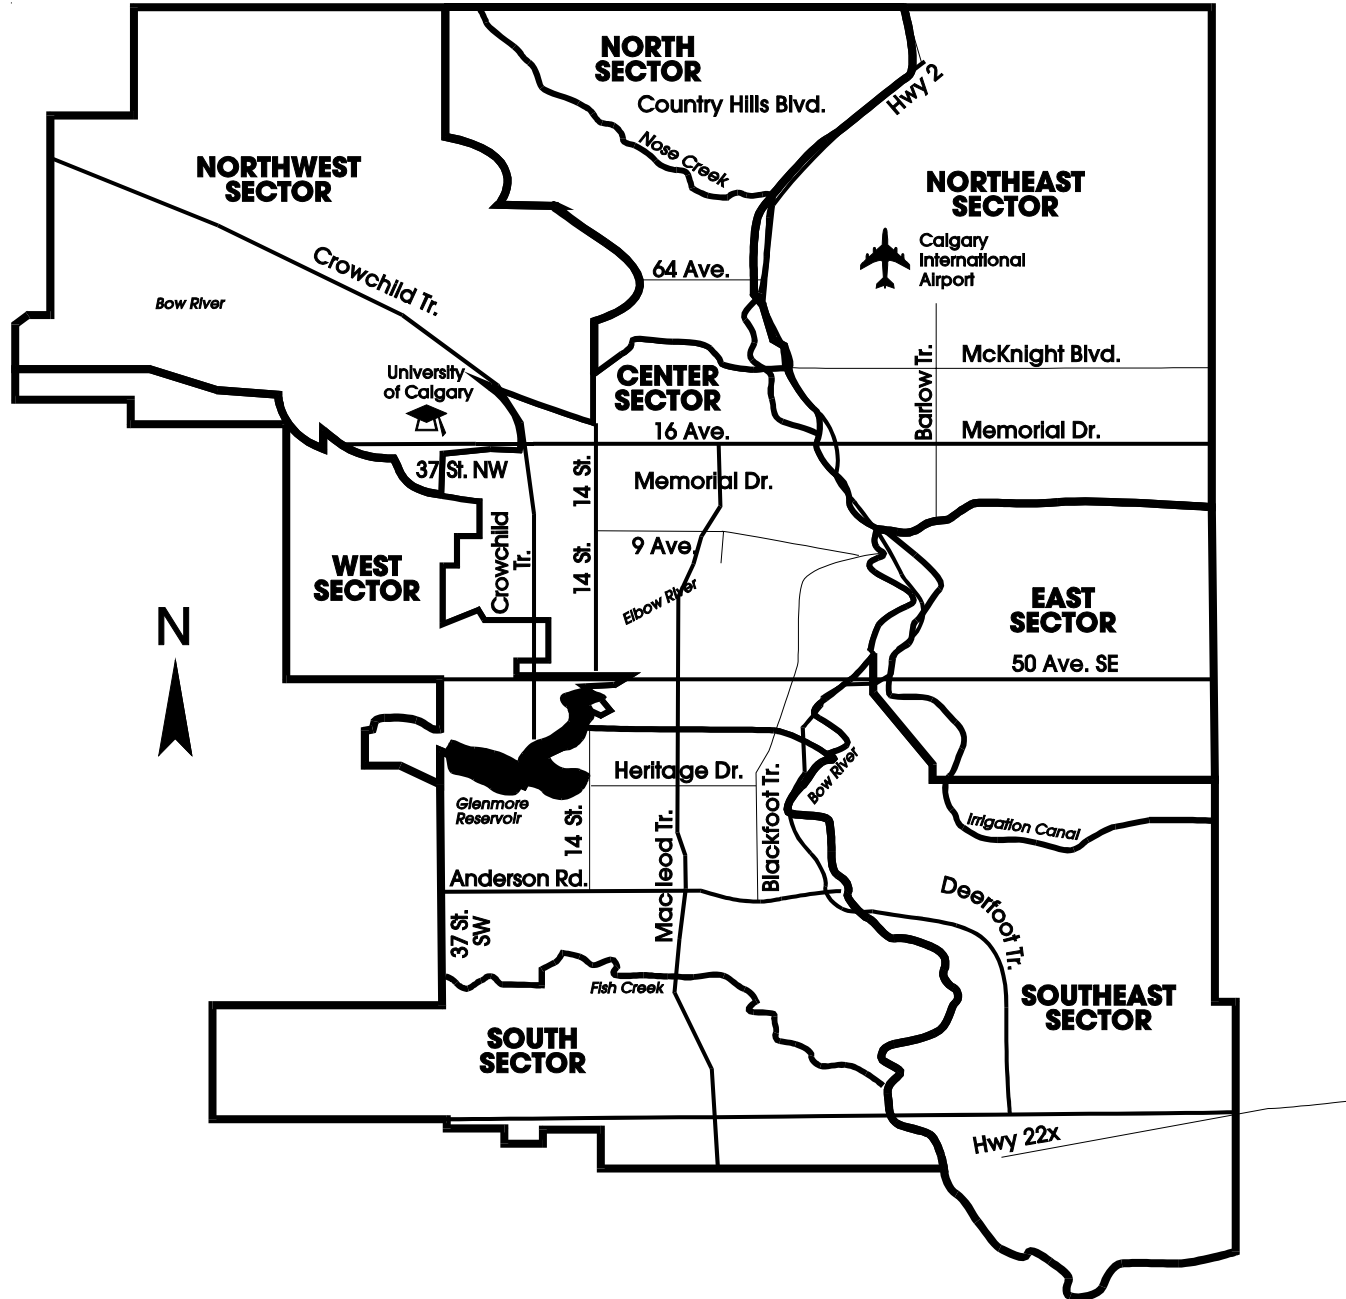 NORTH
SECTOR
Country Hills Blvd.
Hwy 2
Nose Creek
NORTHWEST
SECTOR
NORTHEAST
SECTOR
Calgary
International
Airport
Crowchild Tr.
64 Ave.
Bow River
University
of Calgary
CENTER
SECTOR
McKnight Blvd.
Barlow Tr.
16 Ave.
Memorial Dr.
37 St. NW
14 St.
Memorial Dr.
Crowchild
Tr.
14 St.
9 Ave.
WEST
SECTOR
Elbow River
EAST
SECTOR
N
50 Ave. SE
Heritage Dr.
Blackfoot Tr.
Bow River
Glenmore
Reservoir
14 St.
Macleod Tr.
Irrigation Canal
Anderson Rd.
37 St.
SW
Deerfoot Tr.
Fish Creek
SOUTHEAST
SECTOR
SOUTH
SECTOR
Hwy 22x